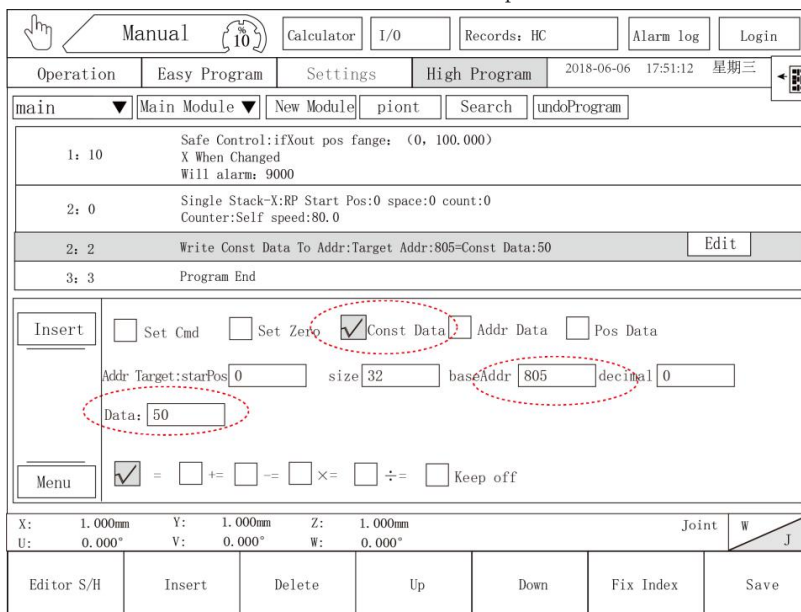 Manual % 10 Calculator I/O Records: HC Alarm log Login
Operation Easy Program Settings High Program 2018-06-06 17:51:12 星期三
main Main Module New Module piont Search undoProgram
1: 10
Safe Control:ifXout pos fange: (0, 100.000)
X When Changed
Will alarm: 9000
2: 0
Single Stack-X:RP Start Pos:0 space:0 count:0
Counter:Self speed:80.0
2: 2 Write Const Data To Addr:Target Addr:805=Const Data:50 Edit
3: 3 Program End
Insert Set Cmd Set Zero Const Data Addr Data Pos Data
Addr Target:starPos 0 size 32 baseAddr 805 decimal 0
Data: 50
Menu = += -= ×= ÷= Keep off
X: 1.000mm Y: 1.000mm Z: 1.000mm Joint W
U: 0.000° V: 0.000° W: 0.000° J
Editor S/H Insert Delete Up Down Fix Index Save